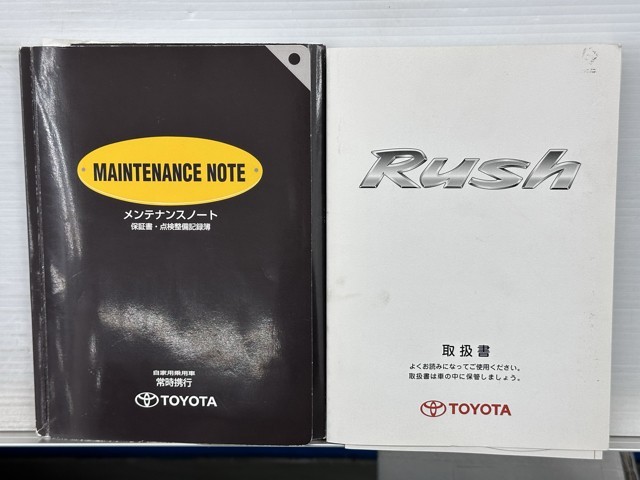 MAINTENANCE NOTE
メンテナンスノート
保証書・点検整備記録簿
自家用乗用車
常時携行
TOYOTA
Rush
取扱書
よくお読みになってご使用ください。
取扱書は車の中に保管しましょう。
TOYOTA